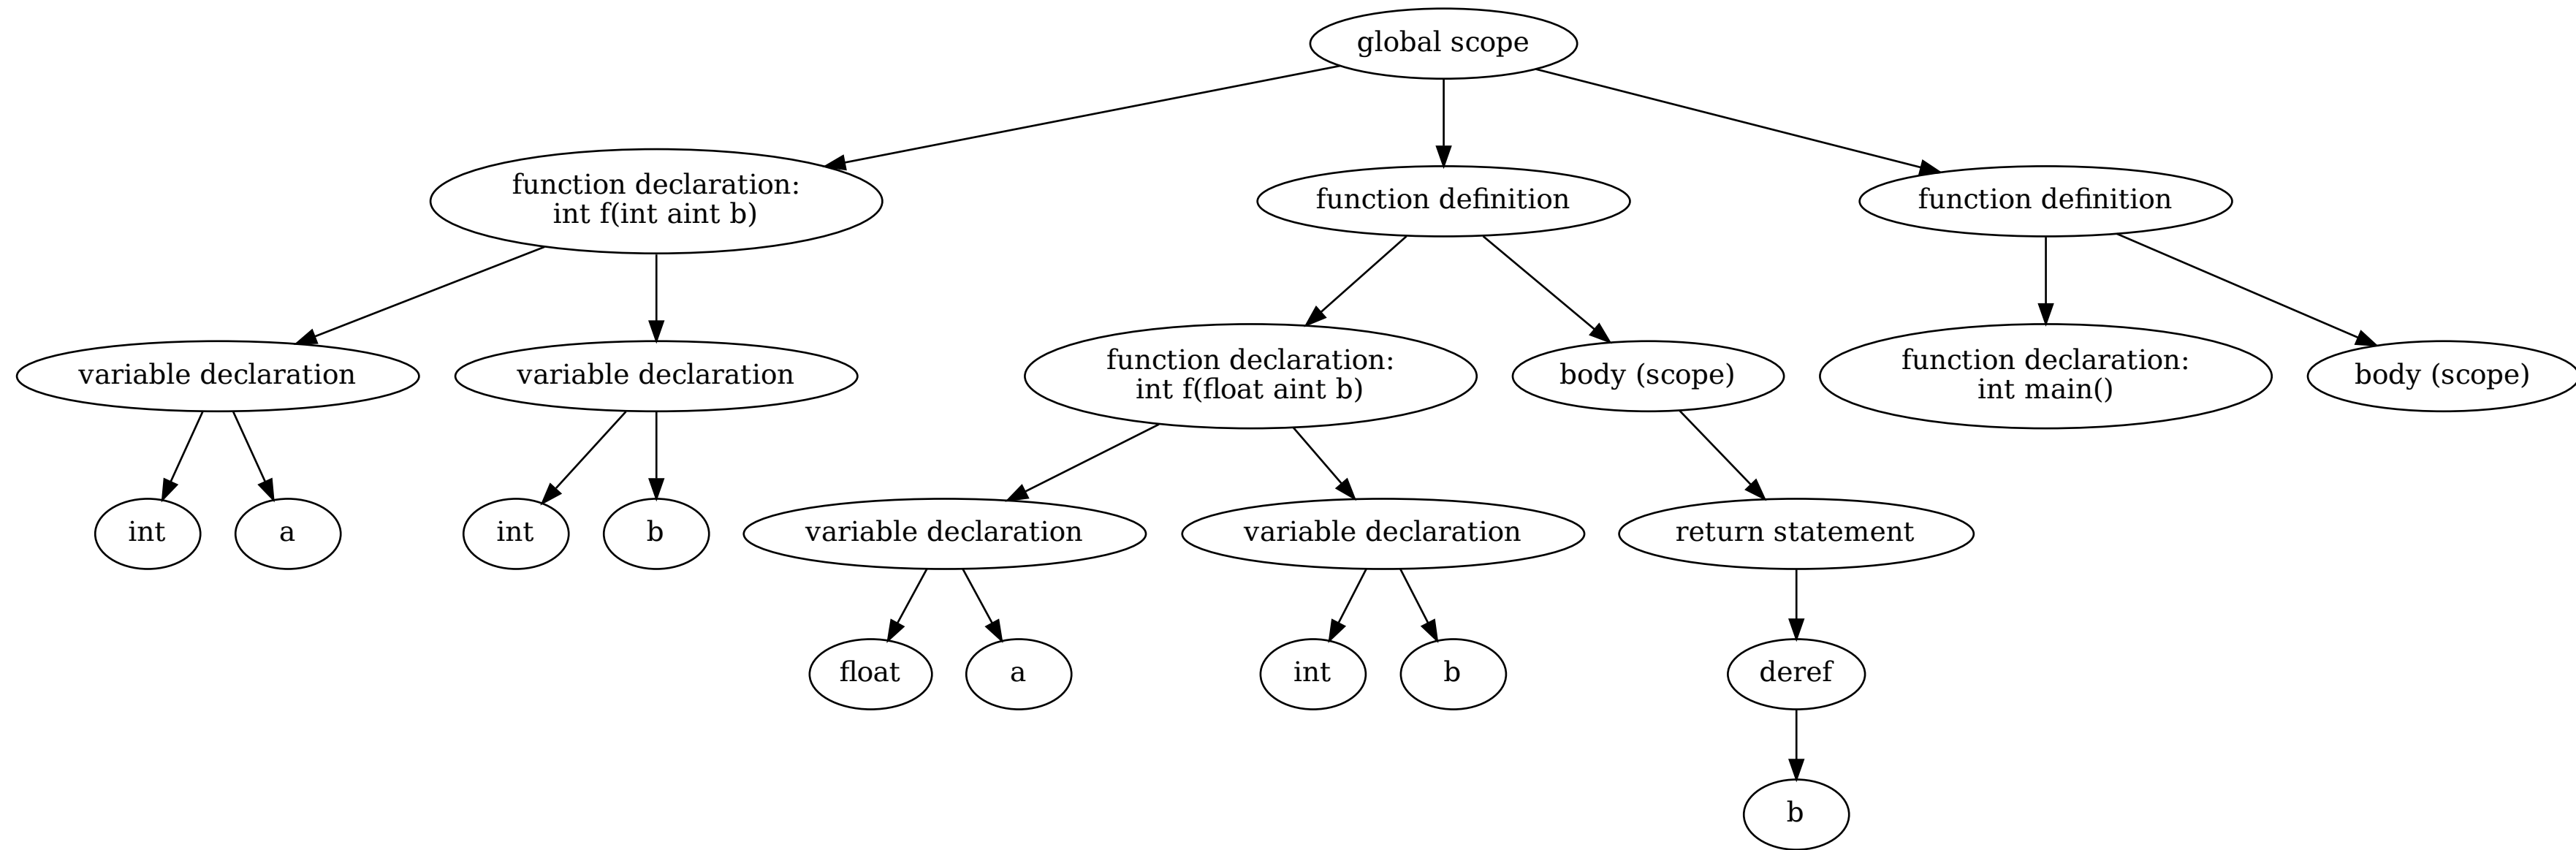 global scope
function declaration:
int f(int aint b)
function definition
function definition
variable declaration
variable declaration
function declaration:
int f(float aint b)
body (scope)
function declaration:
int main()
body (scope)
int
a
int
b
variable declaration
variable declaration
return statement
float
a
int
b
deref
b